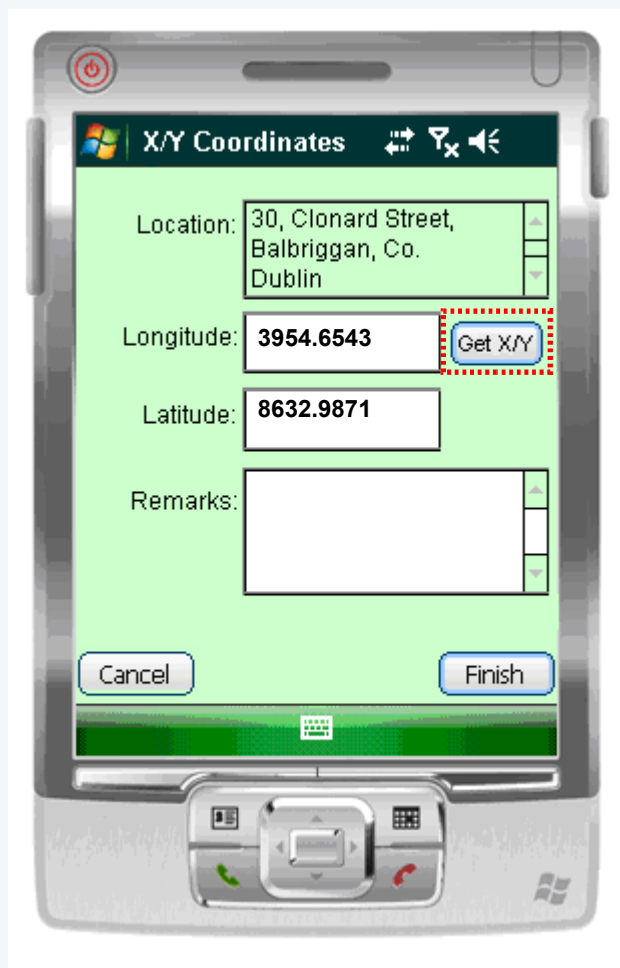 X/Y Coordinates
Location:
30, Clonard Street,
Balbriggan, Co.
Dublin
Longitude:
3954.6543
Get X/Y
Latitude:
8632.9871
Remarks:
Cancel
Finish